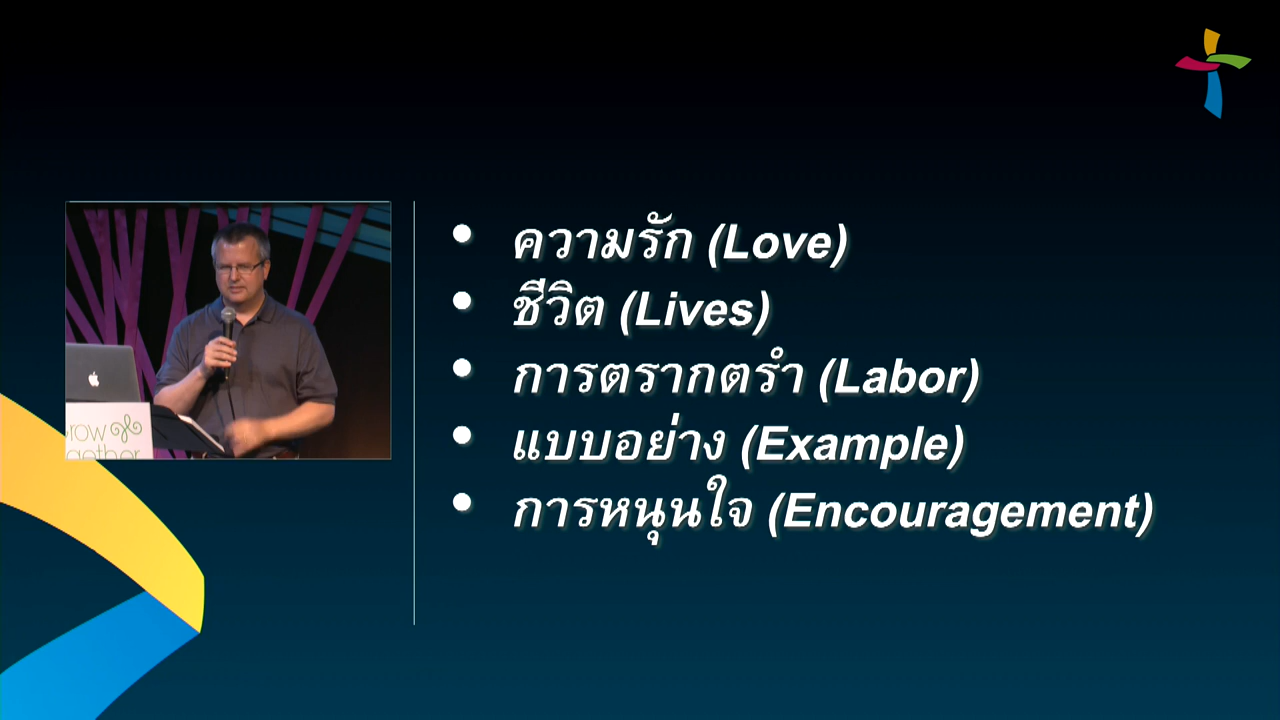 • ความรัก (Love)
• ชีวิต (Lives)
• การตรากตรำ (Labor)
• แบบอย่าง (Example)
• การหนุนใจ (Encouragement)
row
gether